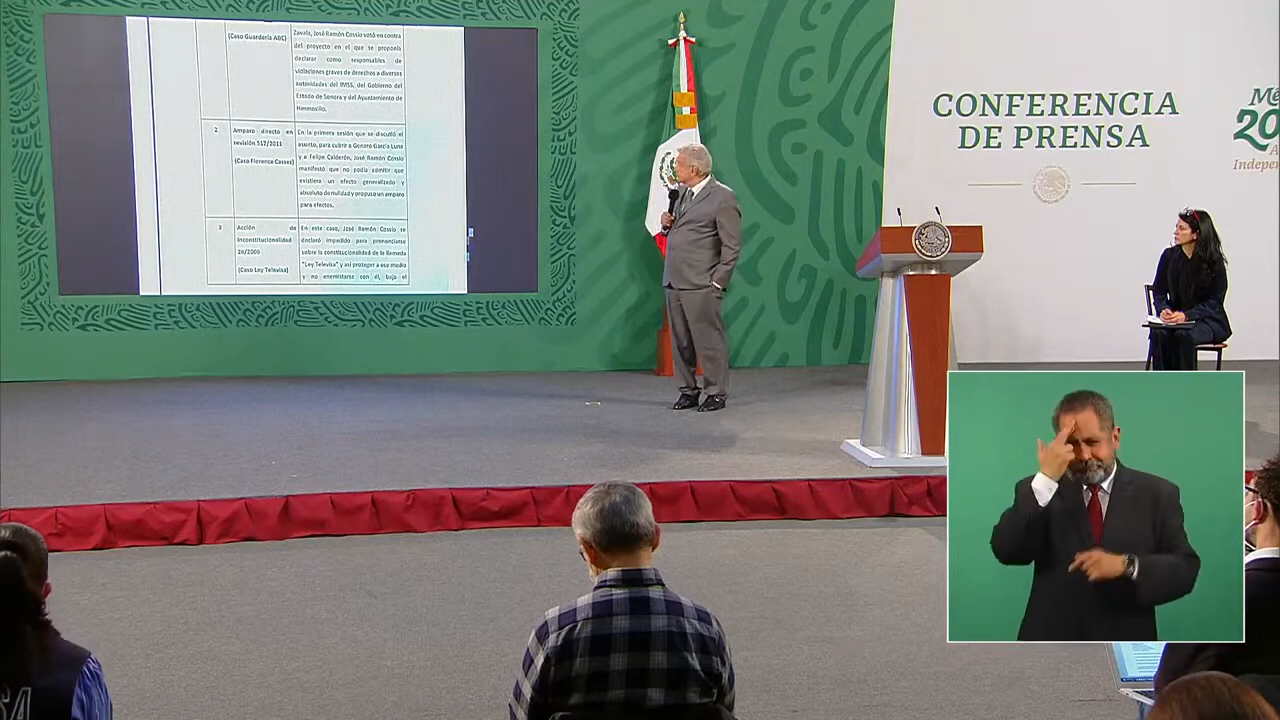 (Caso Guardería ABC)
Zavala, José Ramón Cossío votó en contra
del proyecto en el que se proponía
declarar como responsables de
violaciones graves de derechos a diversas
autoridades del IMSS, del Gobierno del
Estado de Sonora y del Ayuntamiento de
Hermosillo.
2
Amparo directo en
revisión 517/2011
(Caso Florence Cassez)
En la primera sesión que se discutió el
asunto, para cubrir a Genaro García Luna
y a Felipe Calderón, José Ramón Cossío
manifestó que no podía admitir que
existiera un efecto generalizado y
absoluto de nulidad y propuso un amparo
para efectos.
3
Acción de
inconstitucionalidad
26/2006
(Caso Ley Televisa)
En este caso, José Ramón Cossío se
declaró impedido para pronunciarse
sobre la constitucionalidad de la llamada
"Ley Televisa" y así proteger a ese medio
y no enemistarse con él, bajo el
CONFERENCIA
DE PRENSA
Mé
20
Indepen
SA